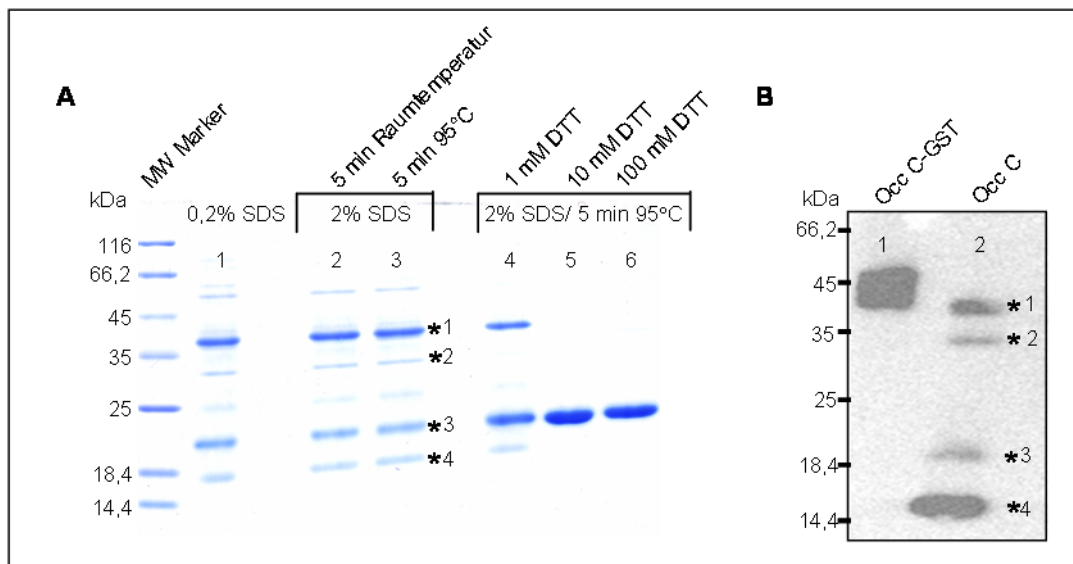 A
MW Marker
5 min Raumtemperatur
5 min 95°C
1 mM DTT
10 mM DTT
100 mM DTT
kDa
0,2% SDS
2% SDS
2% SDS/ 5 min 95°C
116
66,2
45
35
25
18,4
14,4
1
2
3
4
5
6
*1
*2
*3
*4
B
Occ C-GST
Occ C
kDa
66,2
45
35
25
18,4
14,4
1
2
*1
*2
*3
*4